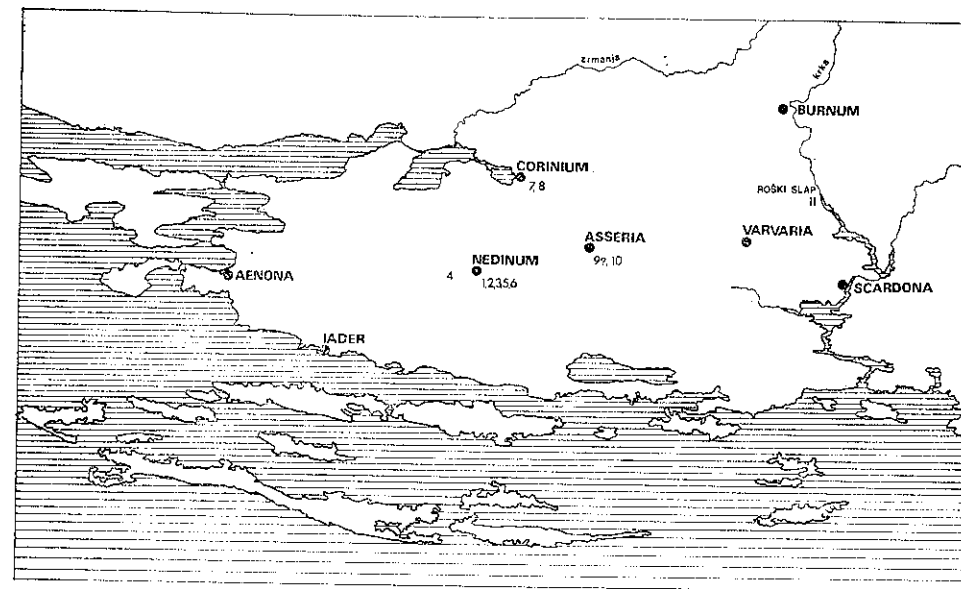 zrmanja
krka
BURNUM
CORINIUM
7, 8
ROŠKI SLAP
11
ASSERIA
9?, 10
VARVARIA
NEDINUM
4
1,2,3,5,6
AENONA
SCARDONA
IADER